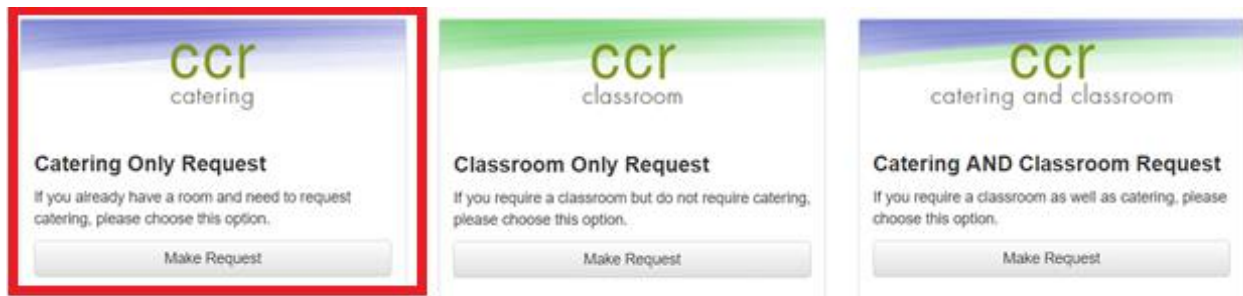 ccr
catering
Catering Only Request
If you already have a room and need to request
catering, please choose this option.
Make Request
ccr
classroom
Classroom Only Request
If you require a classroom but do not require catering,
please choose this option.
Make Request
ccr
catering and classroom
Catering AND Classroom Request
If you require a classroom as well as catering, please
choose this option.
Make Request